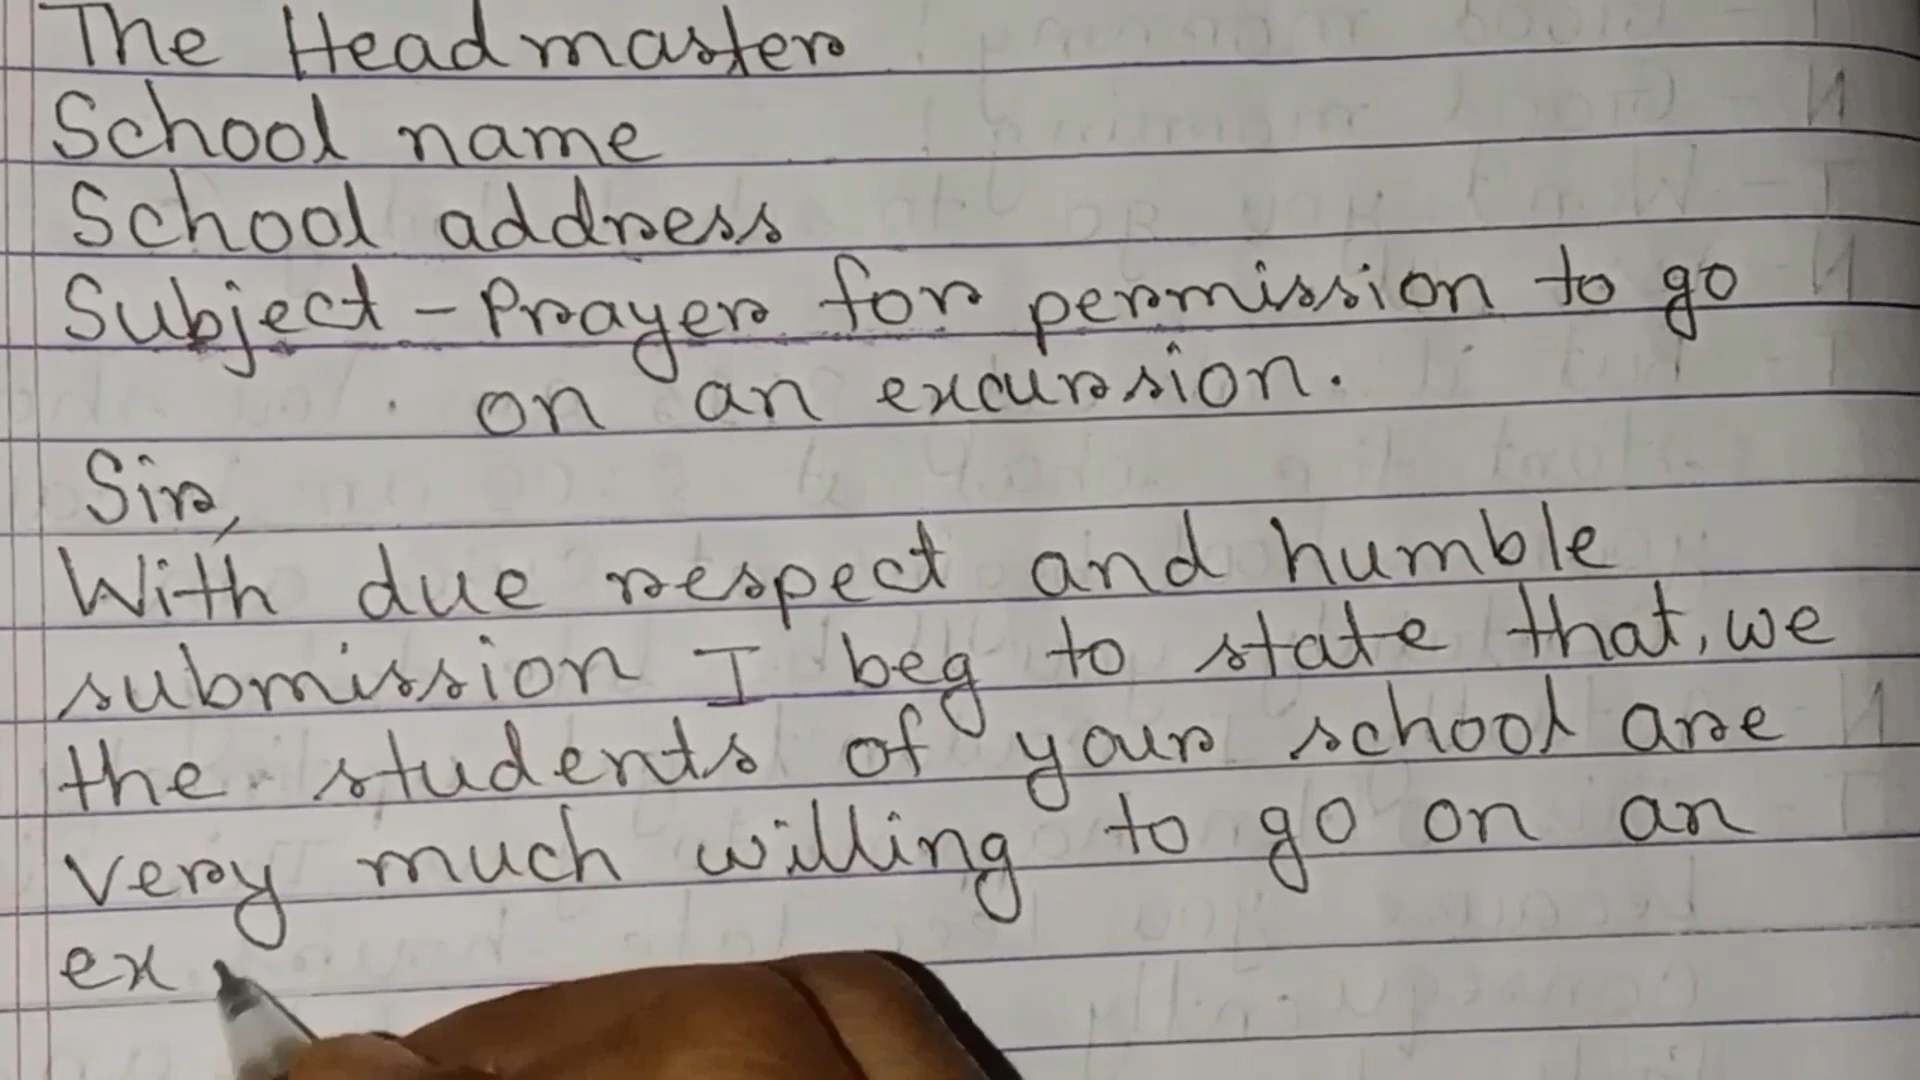 The Headmaster
School name
School address
Subject - Prayer for permission to go
on an excursion.
Sir,
With due respect and humble
submission I beg to state that, we
the students of your school are
very much willing to go on an
ex